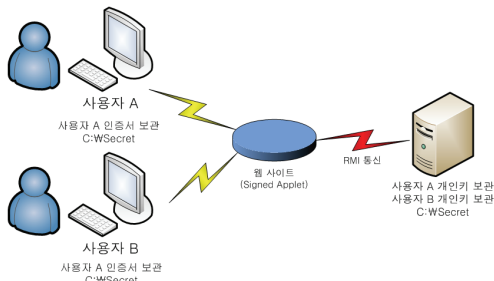 사용자 A
사용자 A 인증서 보관
C:₩Secret
웹 사이트
(Signed Applet)
RMI 통신
사용자 A 개인키 보관
사용자 B 개인키 보관
C:₩Secret
사용자 B
사용자 A 인증서 보관
C:₩Secret